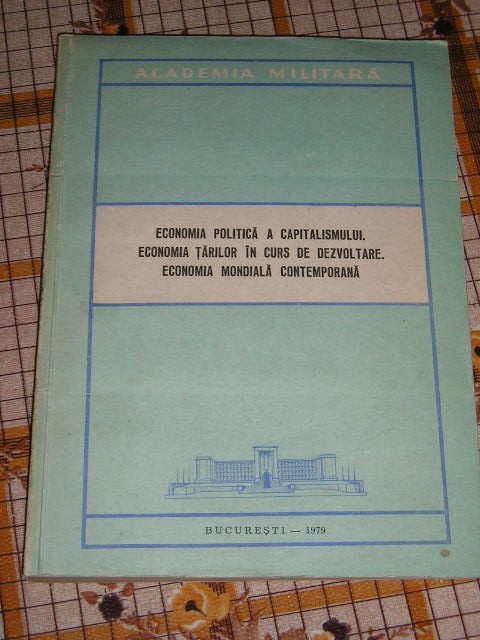 ACADEMIA MILITARĂ
ECONOMIA POLITICĂ A CAPITALISMULUI.
ECONOMIA ȚĂRILOR ÎN CURS DE DEZVOLTARE.
ECONOMIA MONDIALĂ CONTEMPORANĂ
BUCUREȘTI — 1979